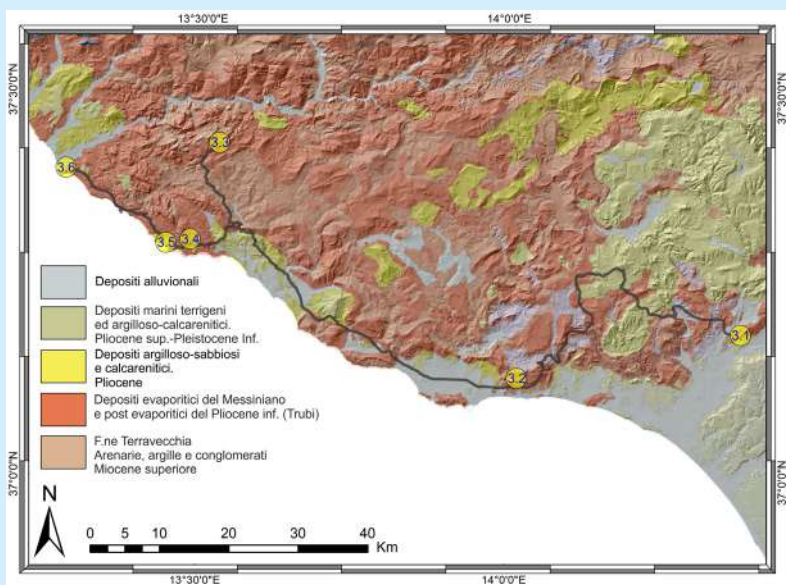 13°30'0"E
14°0'0"E
37°30'0"N
37°30'0"N
3.3
3.6
3.5
3.4
3.1
3.2
Depositi alluvionali
Depositi marini terrigeni
ed argilloso-calcarenitici.
Pliocene sup.-Pleistocene Inf.
Depositi argilloso-sabbiosi
e calcarenitici.
Pliocene
Depositi evaporitici del Messiniano
e post evaporitici del Pliocene inf. (Trubi)
F.ne Terravecchia
Arenarie, argille e conglomerati
Miocene superiore
37°0'0"N
37°0'0"N
N
0 5 10 20 30 40
Km
13°30'0"E
14°0'0"E